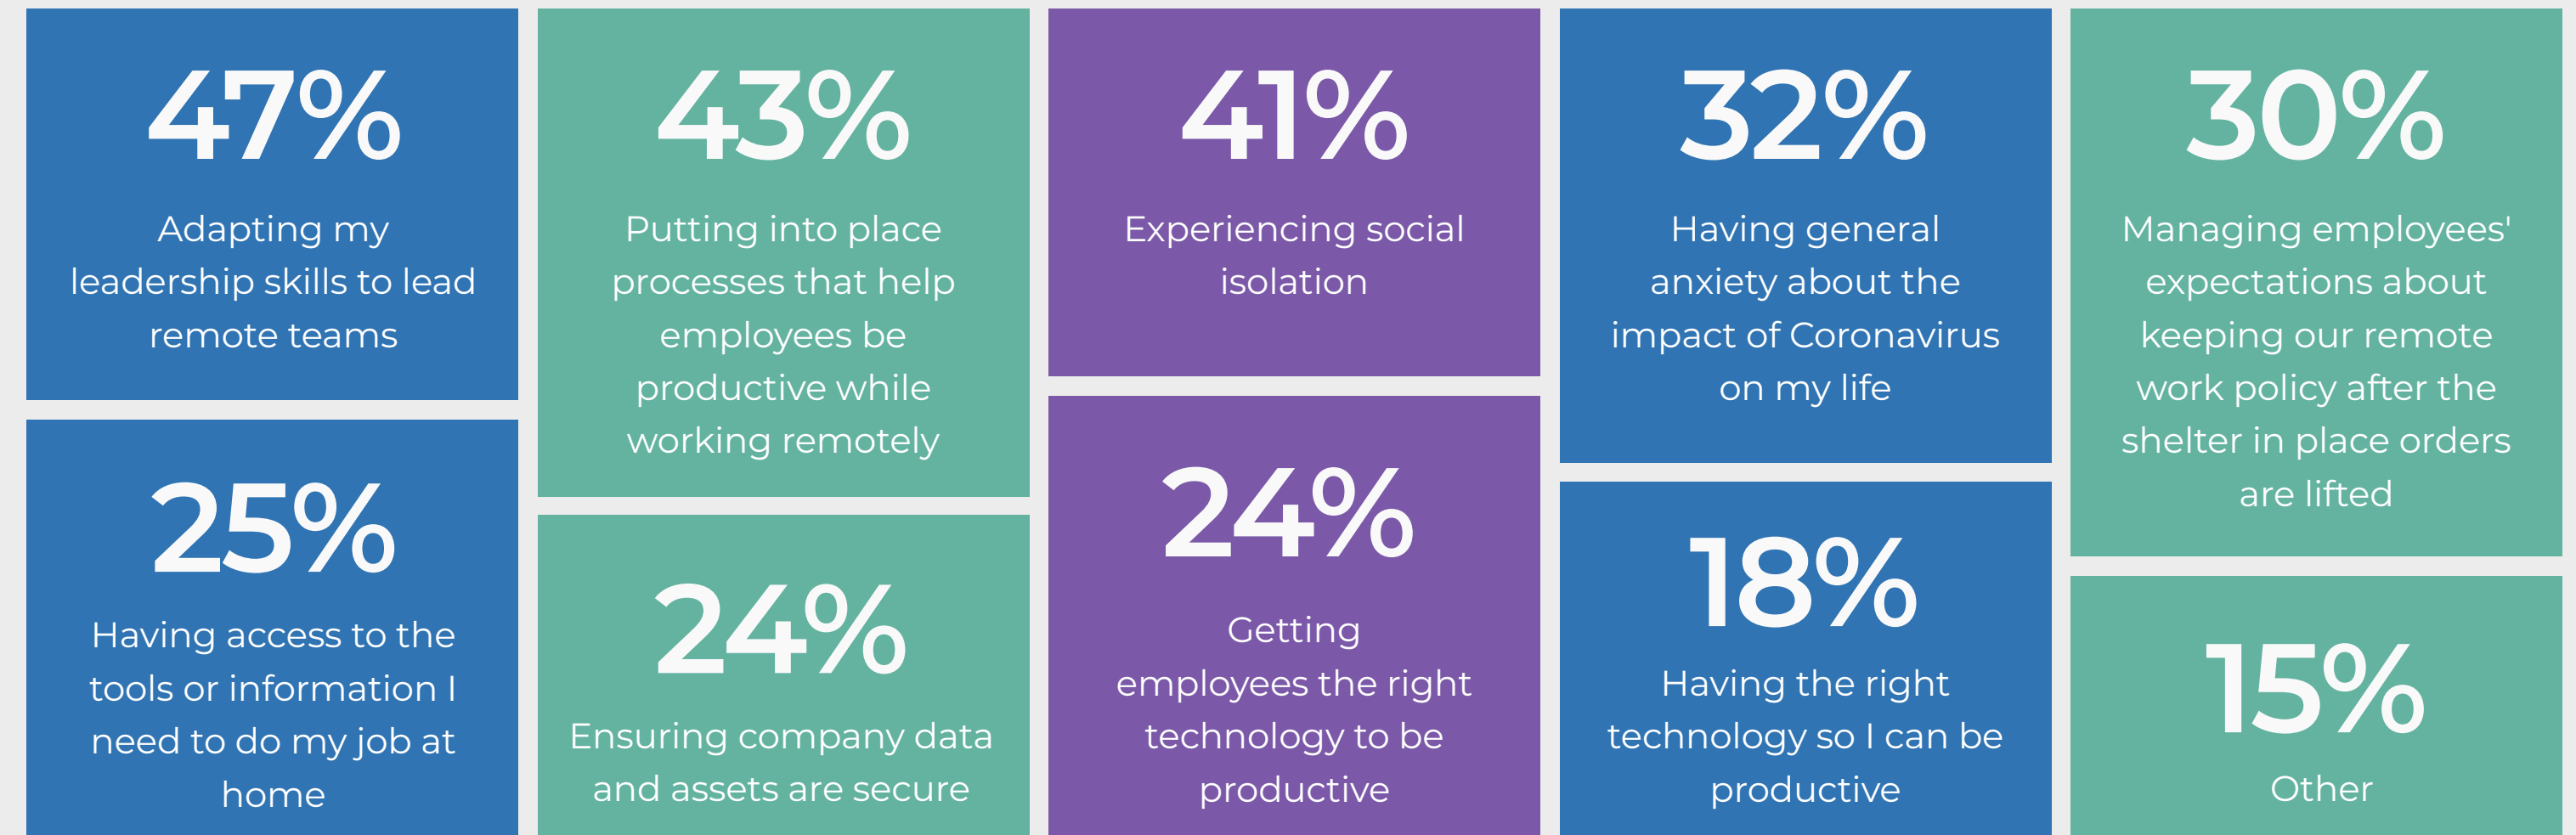 47%
Adapting my
leadership skills to lead
remote teams
43%
Putting into place
processes that help
employees be
productive while
working remotely
41%
Experiencing social
isolation
32%
Having general
anxiety about the
impact of Coronavirus
on my life
30%
Managing employees'
expectations about
keeping our remote
work policy after the
shelter in place orders
are lifted
25%
Having access to the
tools or information I
need to do my job at
home
24%
Ensuring company data
and assets are secure
24%
Getting
employees the right
technology to be
productive
18%
Having the right
technology so I can be
productive
15%
Other